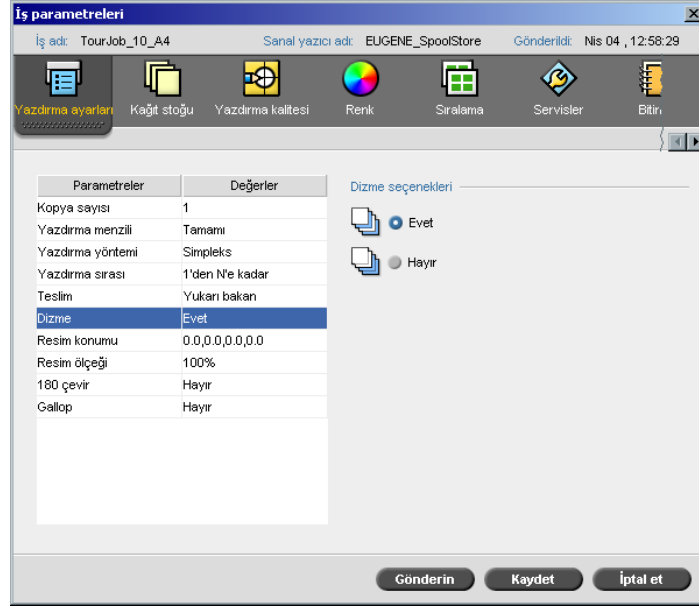 İş parametreleri
İş adı: TourJob_10_A4 Sanal yazıcı adı: EUGENE_SpoolStore Gönderildi: Nis 04 , 12:58:29
Yazdırma ayarları Kağıt stoğu Yazdırma kalitesi Renk Sıralama Servisler
Parametreler Değerler
Kopya sayısı 1
Yazdırma menzili Tamamı
Yazdırma yöntemi Simpleks
Yazdırma sırası 1'den N'e kadar
Teslim Yukarı bakan
Dizme Evet
Resim konumu 0.0,0.0,0.0,0.0
Resim ölçeği 100%
180 çevir Hayır
Gallop Hayır
Dizme seçenekleri
Evet
Hayır
Gönderin Kaydet İptal et